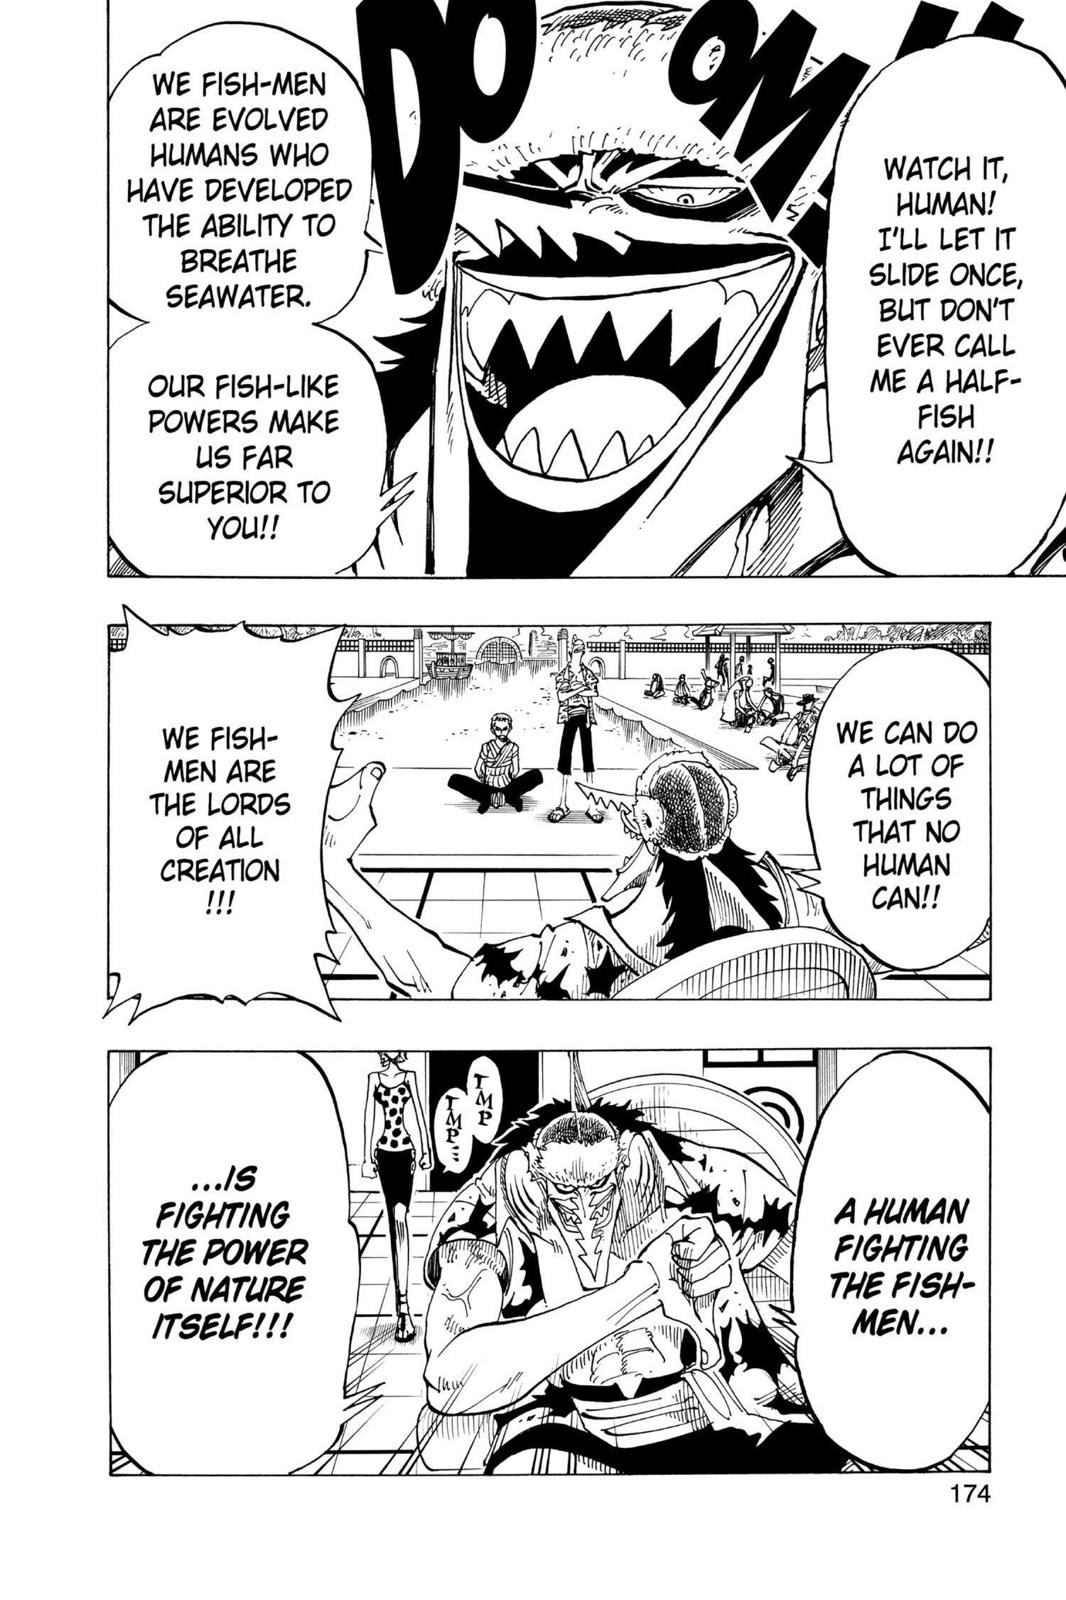 DOOM!!
WATCH IT,
HUMAN!
I'LL LET IT
SLIDE ONCE,
BUT DON'T
EVER CALL
ME A HALF-
FISH
AGAIN!!
WE FISH-MEN
ARE EVOLVED
HUMANS WHO
HAVE DEVELOPED
THE ABILITY TO
BREATHE
SEAWATER.
OUR FISH-LIKE
POWERS MAKE
US FAR
SUPERIOR TO
YOU!!
WE CAN DO
A LOT OF
THINGS
THAT NO
HUMAN
CAN!!
WE FISH-
MEN ARE
THE LORDS
OF ALL
CREATION
!!!
A HUMAN
FIGHTING
THE FISH-
MEN...
TMP
TMP...
...IS
FIGHTING
THE POWER
OF NATURE
ITSELF!!!
174